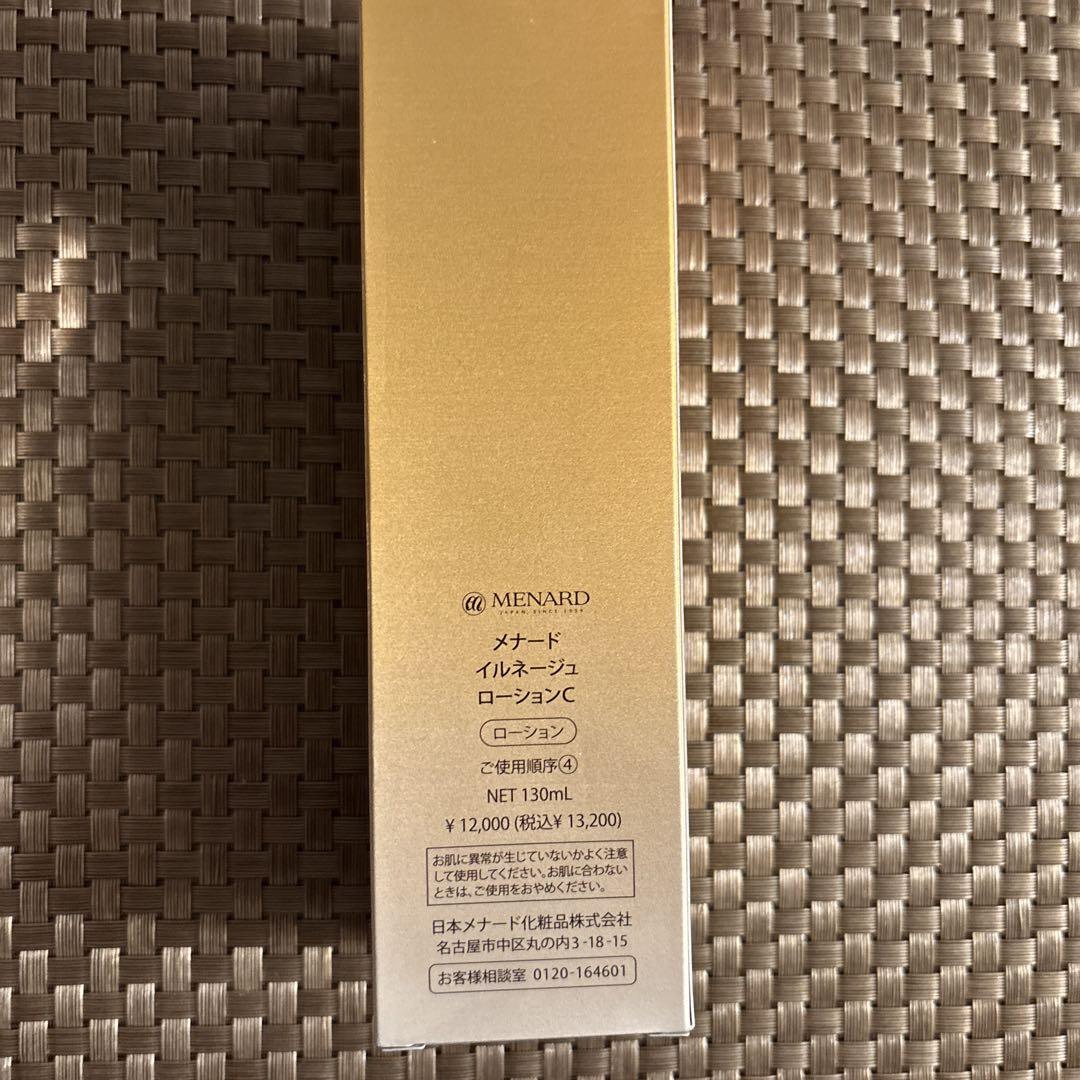 MENARD
JAPAN, SINCE 1959
メナード
イルネージュ
ローションC
ローション
ご使用順序④
NET 130mL
¥ 12,000 (税込¥ 13,200)
お肌に異常が生じていないかよく注意
して使用してください。お肌に合わない
ときは、ご使用をおやめください。
日本メナード化粧品株式会社
名古屋市中区丸の内3-18-15
お客様相談室 0120-164601